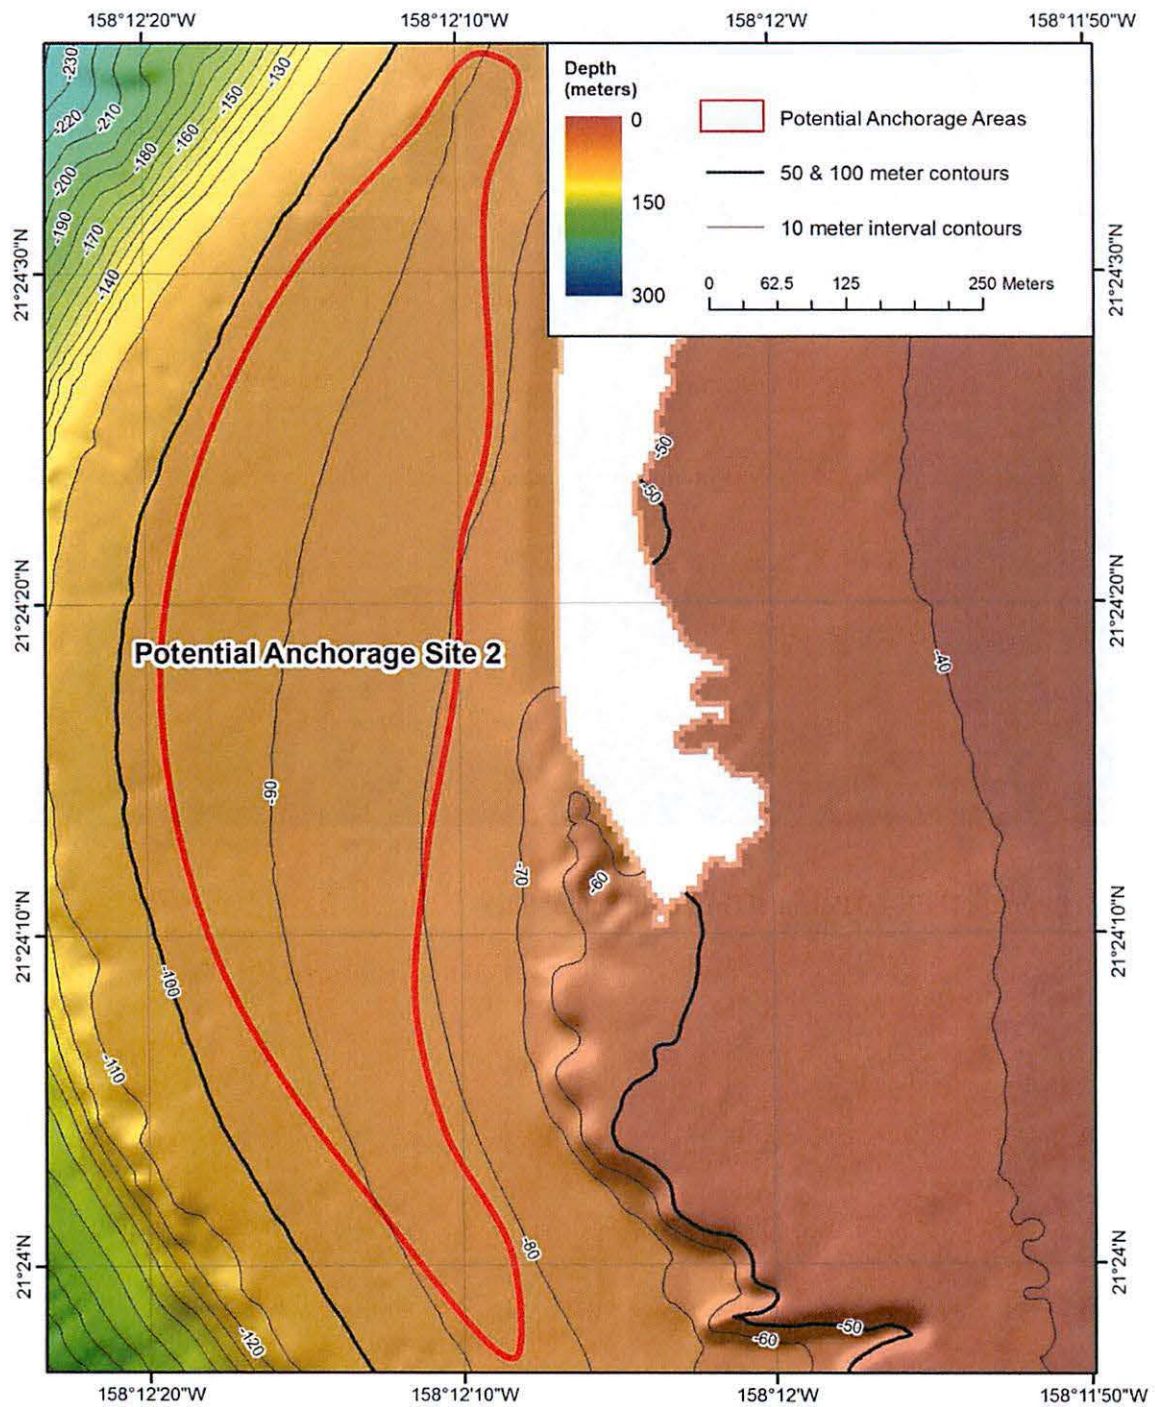 158°12'20"W 158°12'10"W 158°12'W 158°11'50"W
Depth
(meters)
0
150
300
Potential Anchorage Areas
50 & 100 meter contours
10 meter interval contours
0 62.5 125 250 Meters
-230
-220
-210
-200
-190
-180
-170
-160
-150
-140
-130
21°24'30"N 21°24'30"N
-50
-50
21°24'20"N 21°24'20"N
Potential Anchorage Site 2
-40
-90
-70
-60
21°24'10"N 21°24'10"N
-100
-110
-80
21°24'N 21°24'N
-120
-60
-50
158°12'20"W 158°12'10"W 158°12'W 158°11'50"W